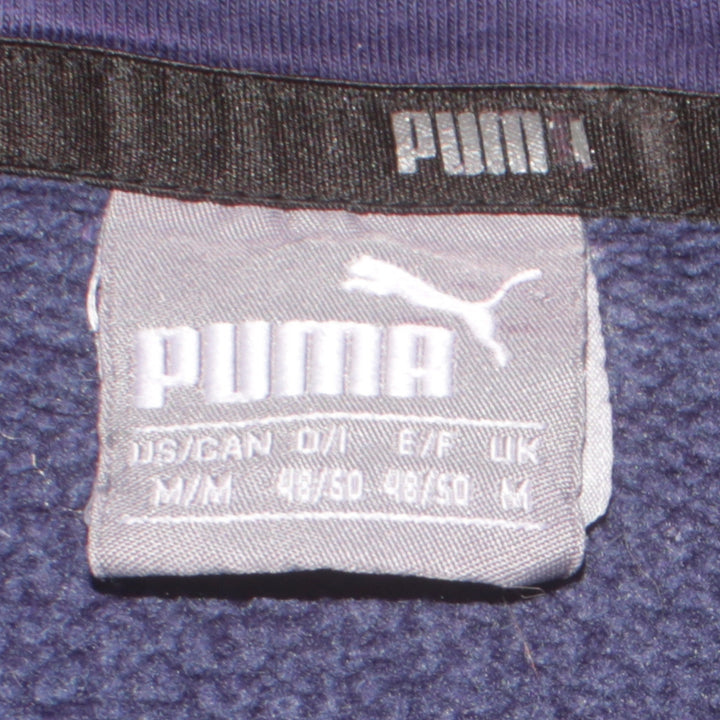 PUMA
PUMA
US/CAN D/I E/F UK
M/M 48/50 48/50 M